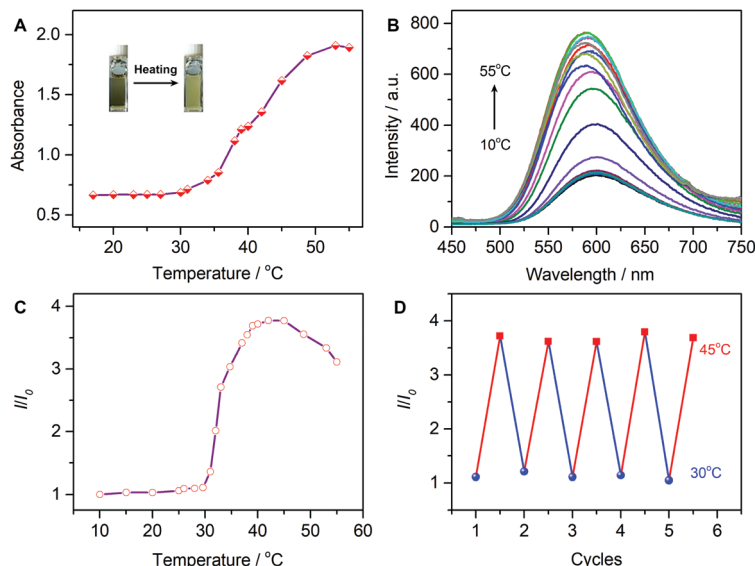 A
Heating
2.0
1.5
1.0
0.5
Absorbance
20
30
40
50
Temperature / °C
B
800
700
600
500
400
200
0
Intensity / a.u.
55°C
10°C
450
500
550
600
650
700
750
Wavelength / nm
C
4
3
2
1
I/I₀
10
20
30
40
50
60
Temperature / °C
D
4
3
2
1
I/I₀
45°C
30°C
1
2
3
4
5
6
Cycles